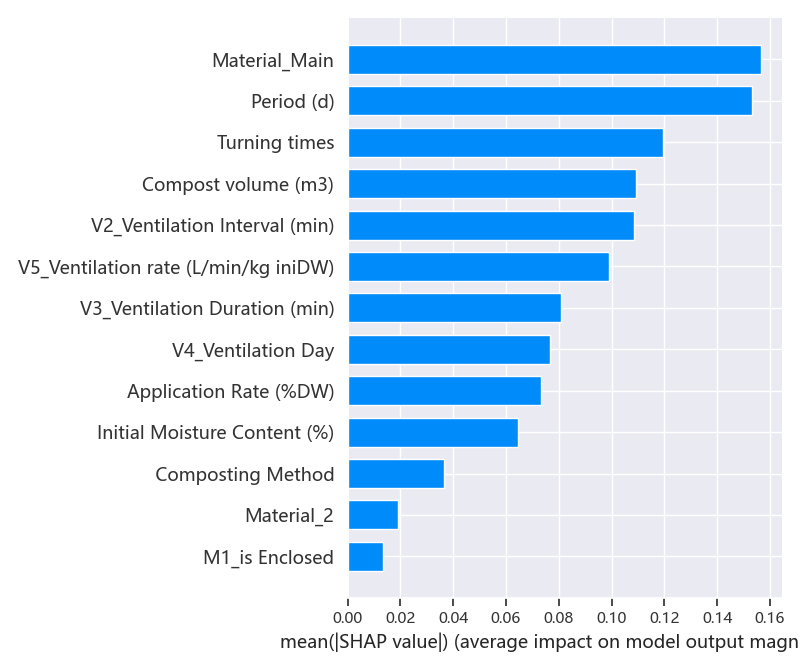 Material_Main
Period (d)
Turning times
Compost volume (m3)
V2_Ventilation Interval (min)
V5_Ventilation rate (L/min/kg iniDW)
V3_Ventilation Duration (min)
V4_Ventilation Day
Application Rate (%DW)
Initial Moisture Content (%)
Composting Method
Material_2
M1_is Enclosed
0.00 0.02 0.04 0.06 0.08 0.10 0.12 0.14 0.16
mean(|SHAP value|) (average impact on model output magn